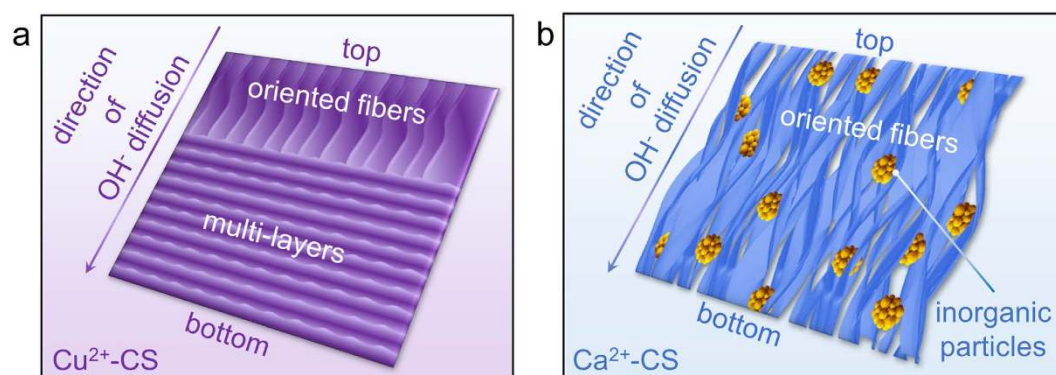 a
top
oriented fibers
direction
of
OH⁻ diffusion
multi-layers
bottom
Cu²⁺-CS
b
top
oriented fibers
direction
of
OH⁻ diffusion
bottom
inorganic
particles
Ca²⁺-CS